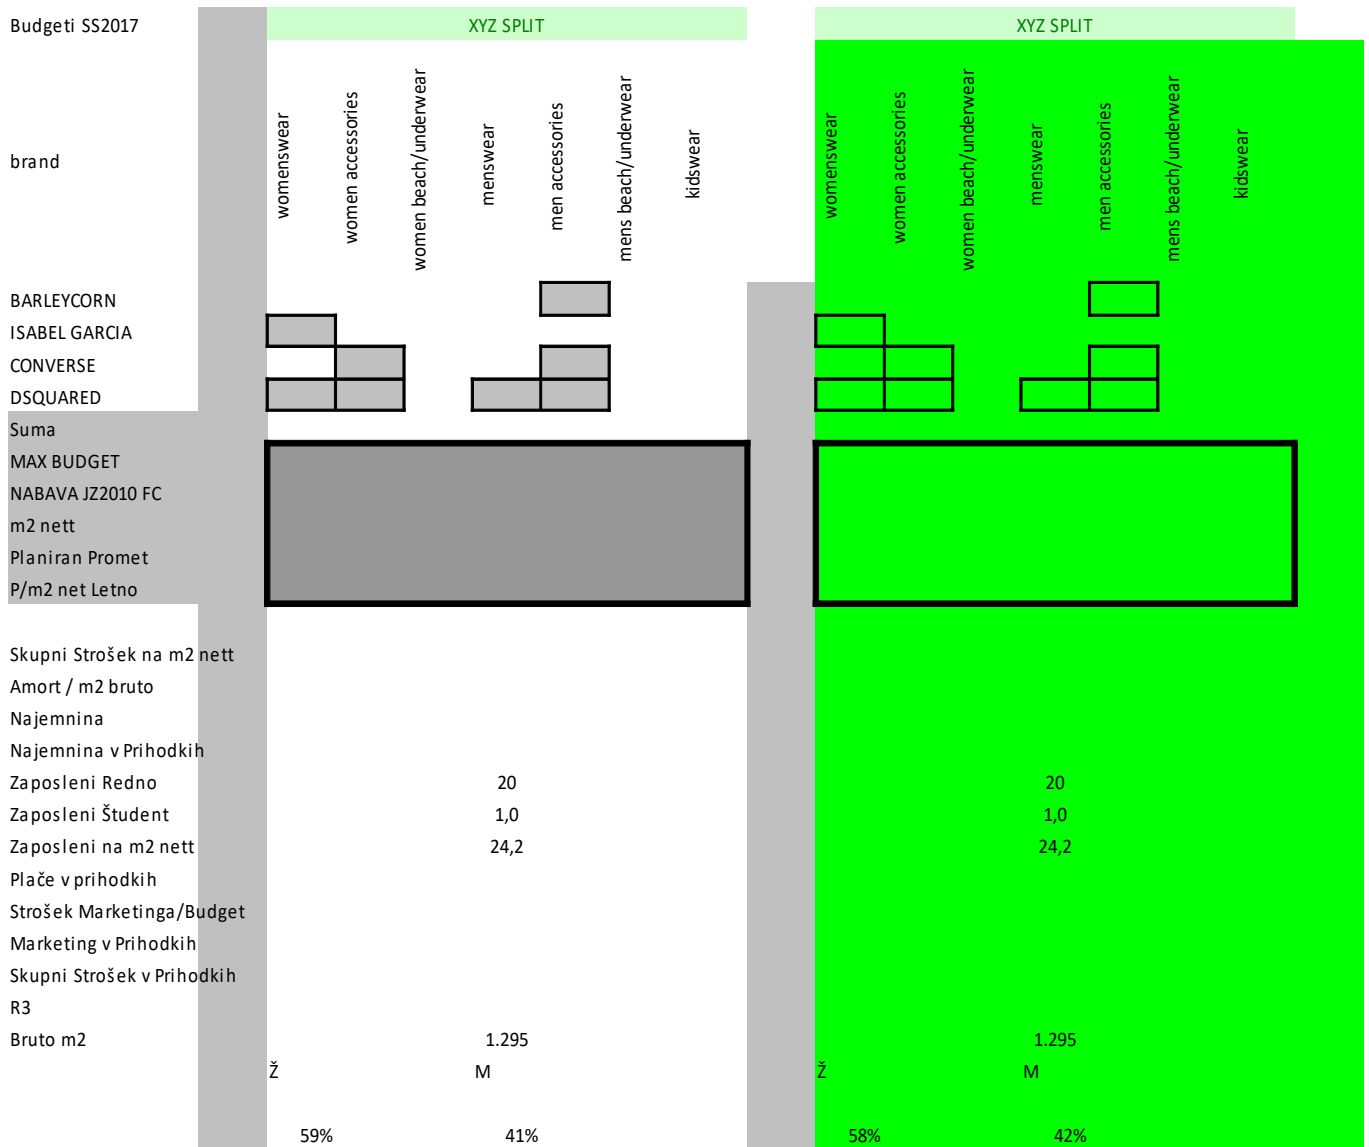 Budgeti SS2017 XYZ SPLIT XYZ SPLIT
brand womenswear women accessories women beach/underwear menswear men accessories mens beach/underwear kidswear womenswear women accessories women beach/underwear menswear men accessories mens beach/underwear kidswear
BARLEYCORN
ISABEL GARCIA
CONVERSE
DSQUARED
Suma
MAX BUDGET
NABAVA JZ2010 FC
m2 nett
Planiran Promet
P/m2 net Letno
Skupni Strošek na m2 nett
Amort / m2 bruto
Najemnina
Najemnina v Prihodkih
Zaposleni Redno 20 20
Zaposleni Študent 1,0 1,0
Zaposleni na m2 nett 24,2 24,2
Plače v prihodkih
Strošek Marketinga/Budget
Marketing v Prihodkih
Skupni Strošek v Prihodkih
R3
Bruto m2 1.295 1.295
Ž M Ž M
59% 41% 58% 42%